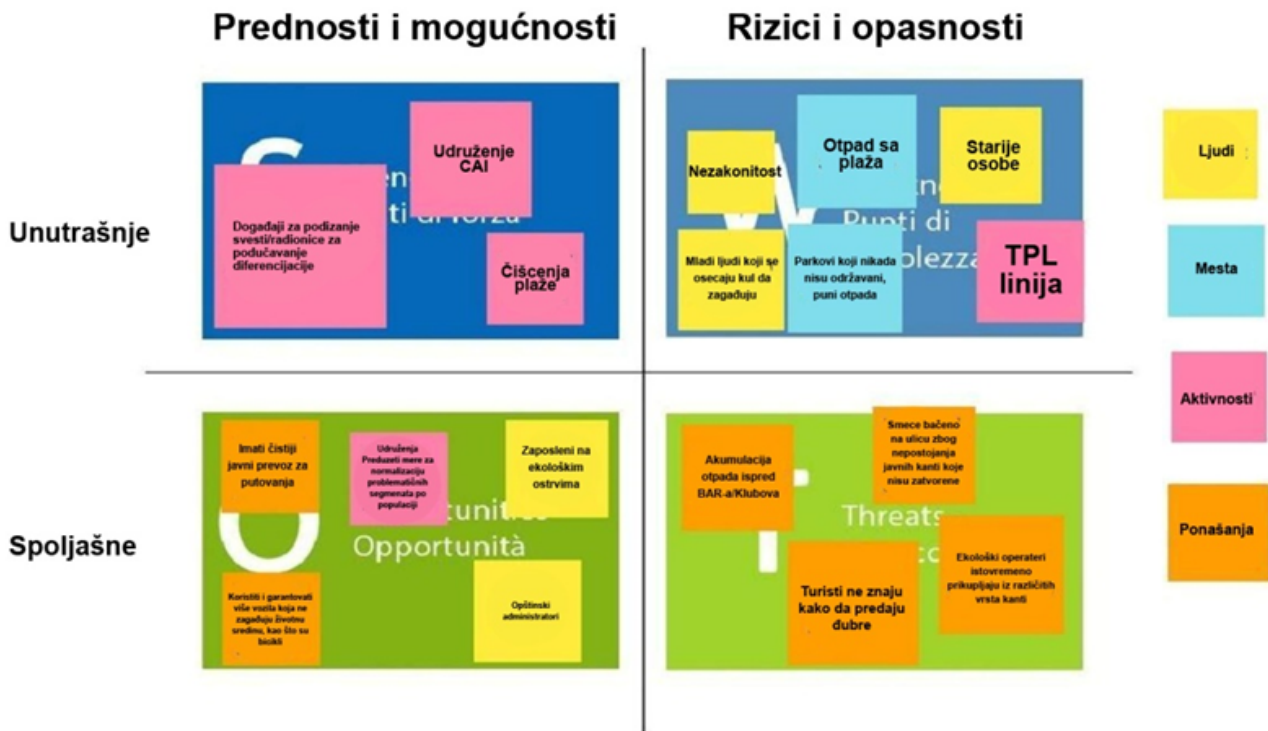 Prednosti i mogućnosti
Rizici i opasnosti
Unutrašnje
Spoljašne
Udruženje
CAI
Događaji za podizanje
svesti/radionice za
podučavanje
diferencijacije
Čišcenja
plaže
Nezakonitost
Otpad sa
plaža
Starije
osobe
Punti di
Mladi ljudi koji se
osecaju kul da
zagađuju
Parkovi koji nikada
nisu održavani,
puni otpada
TPL
linija
Imati čistiji
javni prevoz za
putovanja
Udruženja
Preduzeti mere za
normalizaciju
problematičnih
segmenata po
populaciji
Zaposleni na
ekološkim
ostrvima
O
Opportunità
Koristiti i garantovati
više vozila koja ne
zagađuju životnu
sredinu, kao što su
bicikli
Opštinski
administratori
Akumulacija
otpada ispred
BAR-a/Klubova
Smece bačeno
na ulicu zbog
nepostojanja
javnih kanti koje
nisu zatvorene
T
Threats
Turisti ne znaju
kako da predaju
đubre
Ekološki operateri
istovremeno
prikupljaju iz različitih
vrsta kanti
Ljudi
Mesta
Aktivnosti
Ponašanja